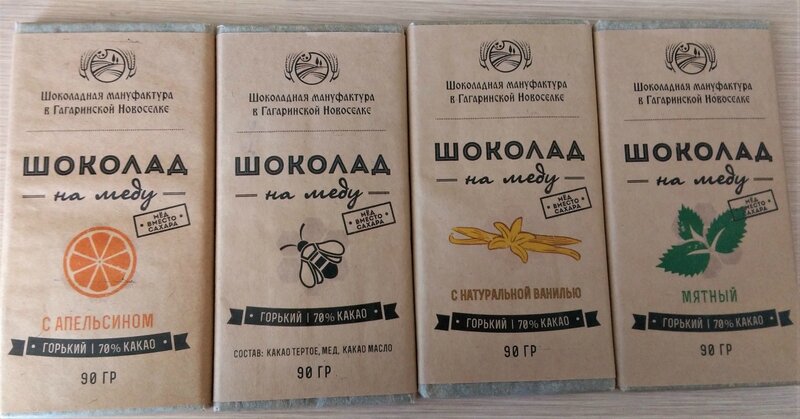 Шоколадная мануфактура
в Гагаринской Новоселке
ШОКОЛАД
на меду
МЁД
ВМЕСТО
САХАРА
С АПЕЛЬСИНОМ
ГОРЬКИЙ | 70% КАКАО
90 ГР
Шоколадная мануфактура
в Гагаринской Новоселке
ШОКОЛАД
на меду
МЁД
ВМЕСТО
САХАРА
ГОРЬКИЙ | 70% КАКАО
СОСТАВ: КАКАО ТЕРТОЕ, МЕД, КАКАО МАСЛО
90 ГР
Шоколадная мануфактура
в Гагаринской Новоселке
ШОКОЛАД
на меду
МЁД
ВМЕСТО
САХАРА
С НАТУРАЛЬНОЙ ВАНИЛЬЮ
ГОРЬКИЙ | 70% КАКАО
90 ГР
Шоколадная мануфактура
в Гагаринской Новоселке
ШОКОЛАД
на меду
МЁД
ВМЕСТО
САХАРА
МЯТНЫЙ
ГОРЬКИЙ | 70% КАКАО
90 ГР